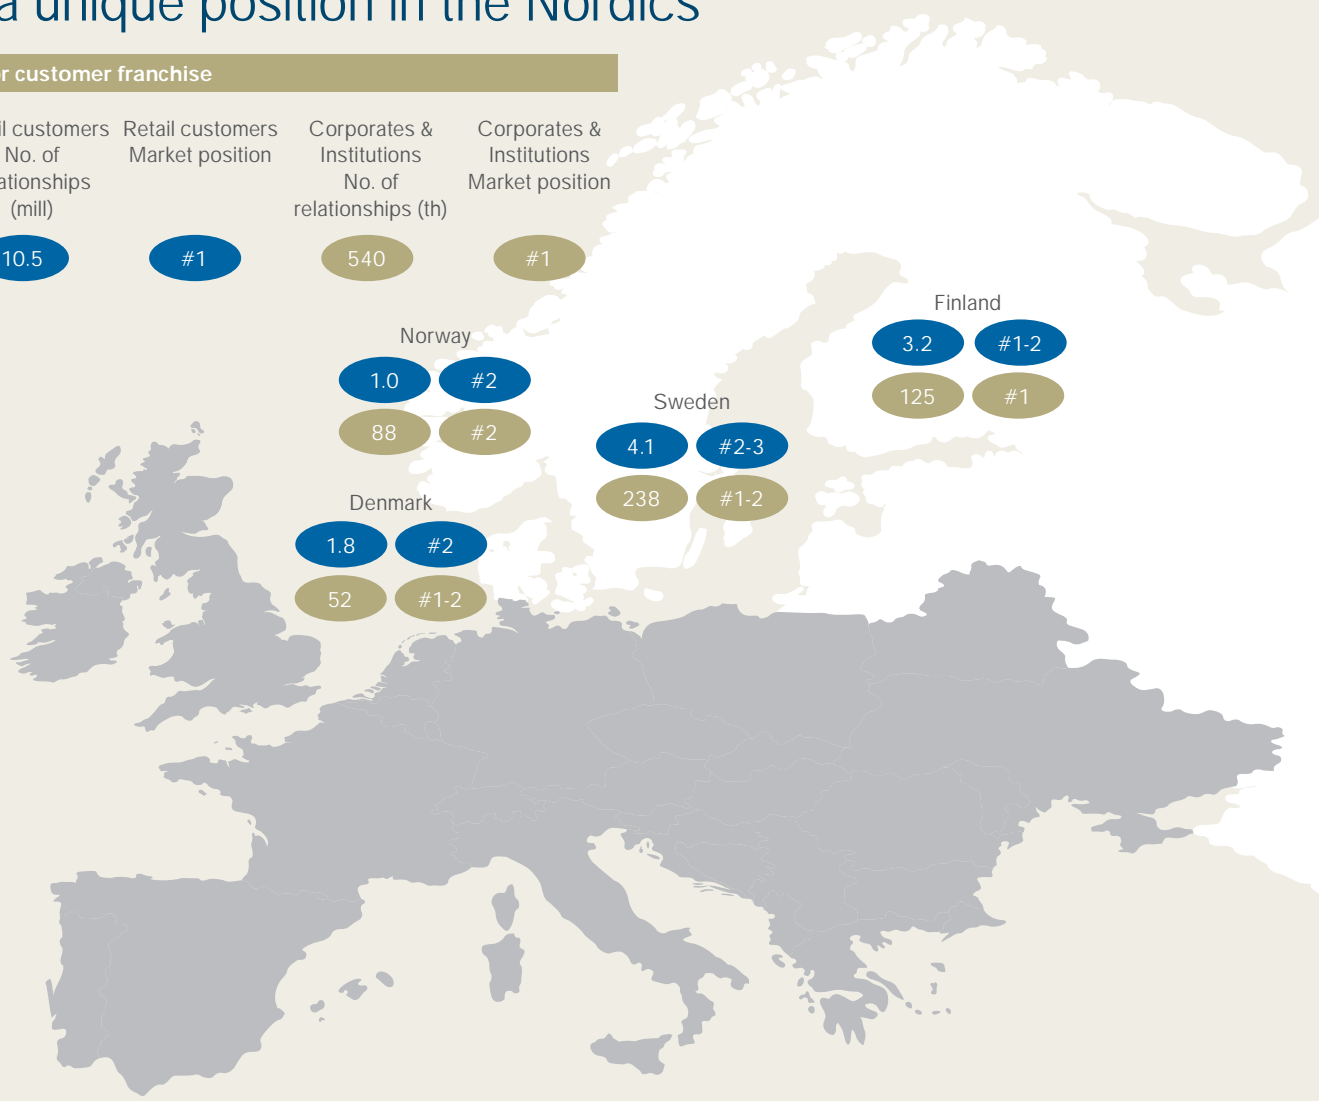 a unique position in the Nordics
r customer franchise
il customers
No. of
ationships
(mill)
Retail customers
Market position
Corporates &
Institutions
No. of
relationships (th)
Corporates &
Institutions
Market position
10.5
#1
540
#1
Finland
3.2
#1-2
125
#1
Norway
1.0
#2
88
#2
Sweden
4.1
#2-3
238
#1-2
Denmark
1.8
#2
52
#1-2